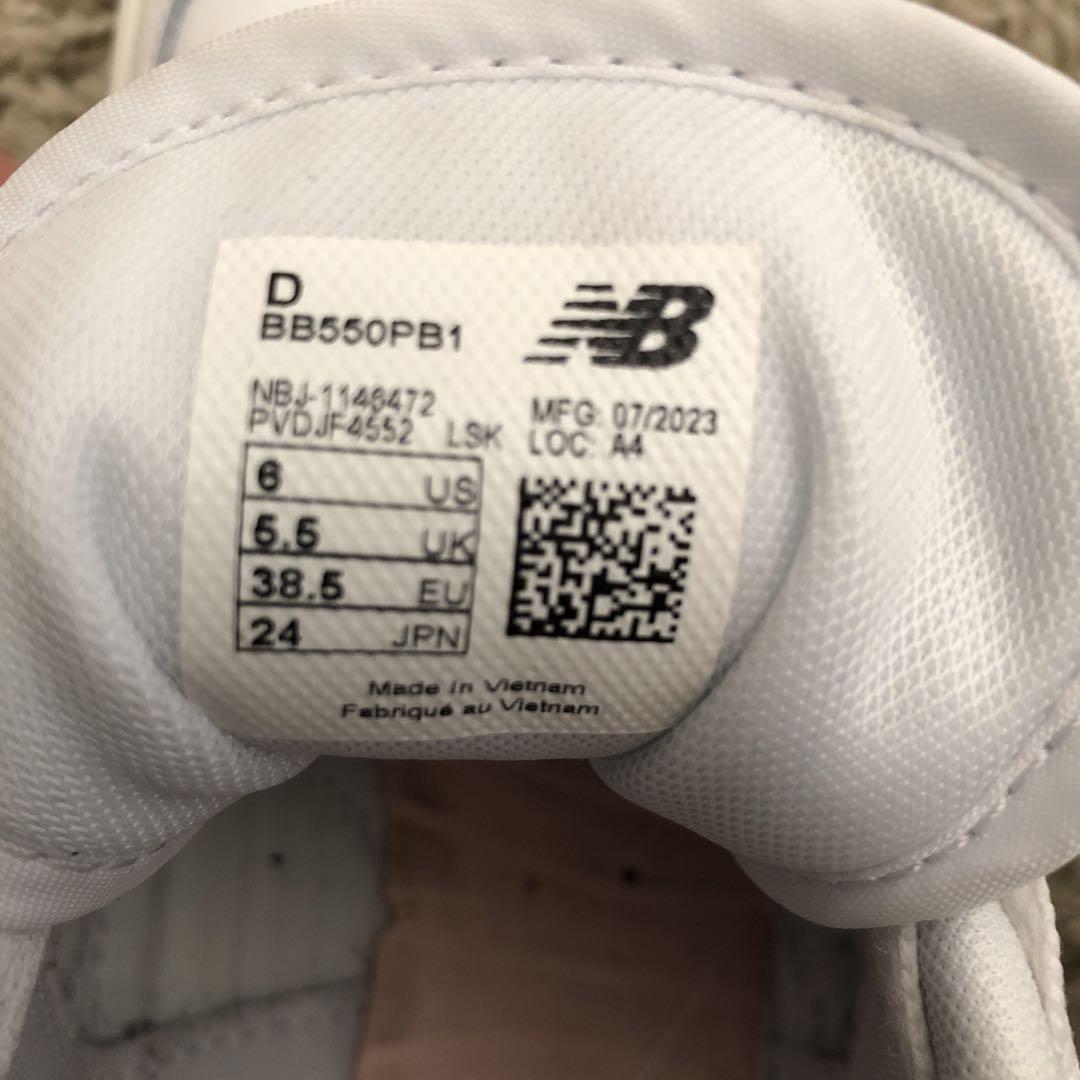 D
BB550PB1
NB
NBJ-1146472
PVDJF4552 LSK
MFG: 07/2023
LOC: A4
6 US
5.5 UK
38.5 EU
24 JPN
Made in Vietnam
Fabriqué au Vietnam